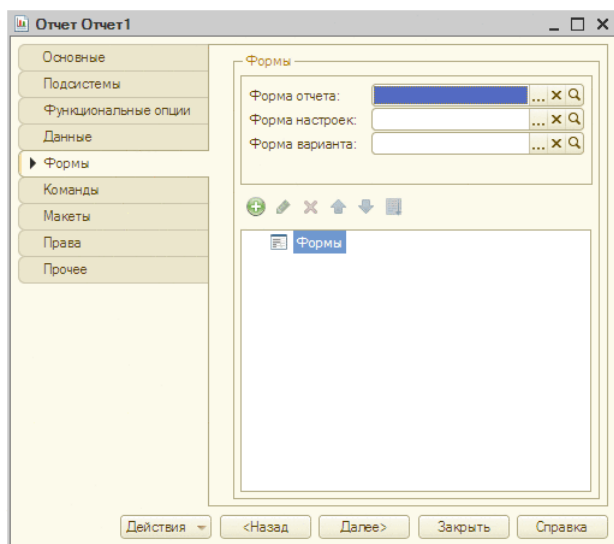 Отчет Отчет1
Основные
Подсистемы
Функциональные опции
Данные
Формы
Команды
Макеты
Права
Прочее
Формы
Форма отчета:
Форма настроек:
Форма варианта:
Формы
Действия
<Назад
Далее>
Закрыть
Справка